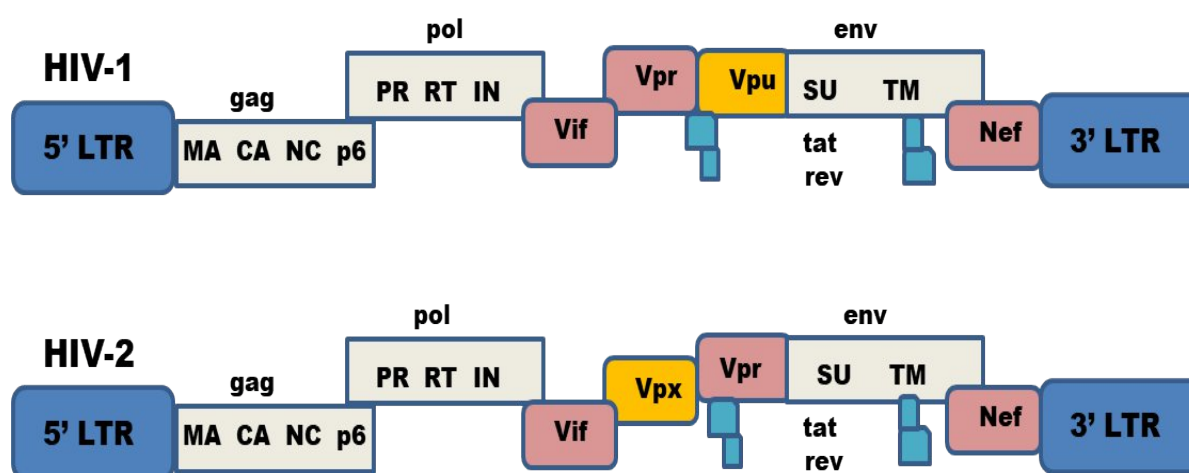 pol
env
HIV-1
gag
Vpr
Vpu
PR RT IN
SU TM
5' LTR
MA CA NC p6
Vif
tat
rev
Nef
3' LTR
pol
env
HIV-2
gag
Vpr
PR RT IN
Vpx
SU TM
5' LTR
MA CA NC p6
Vif
tat
rev
Nef
3' LTR